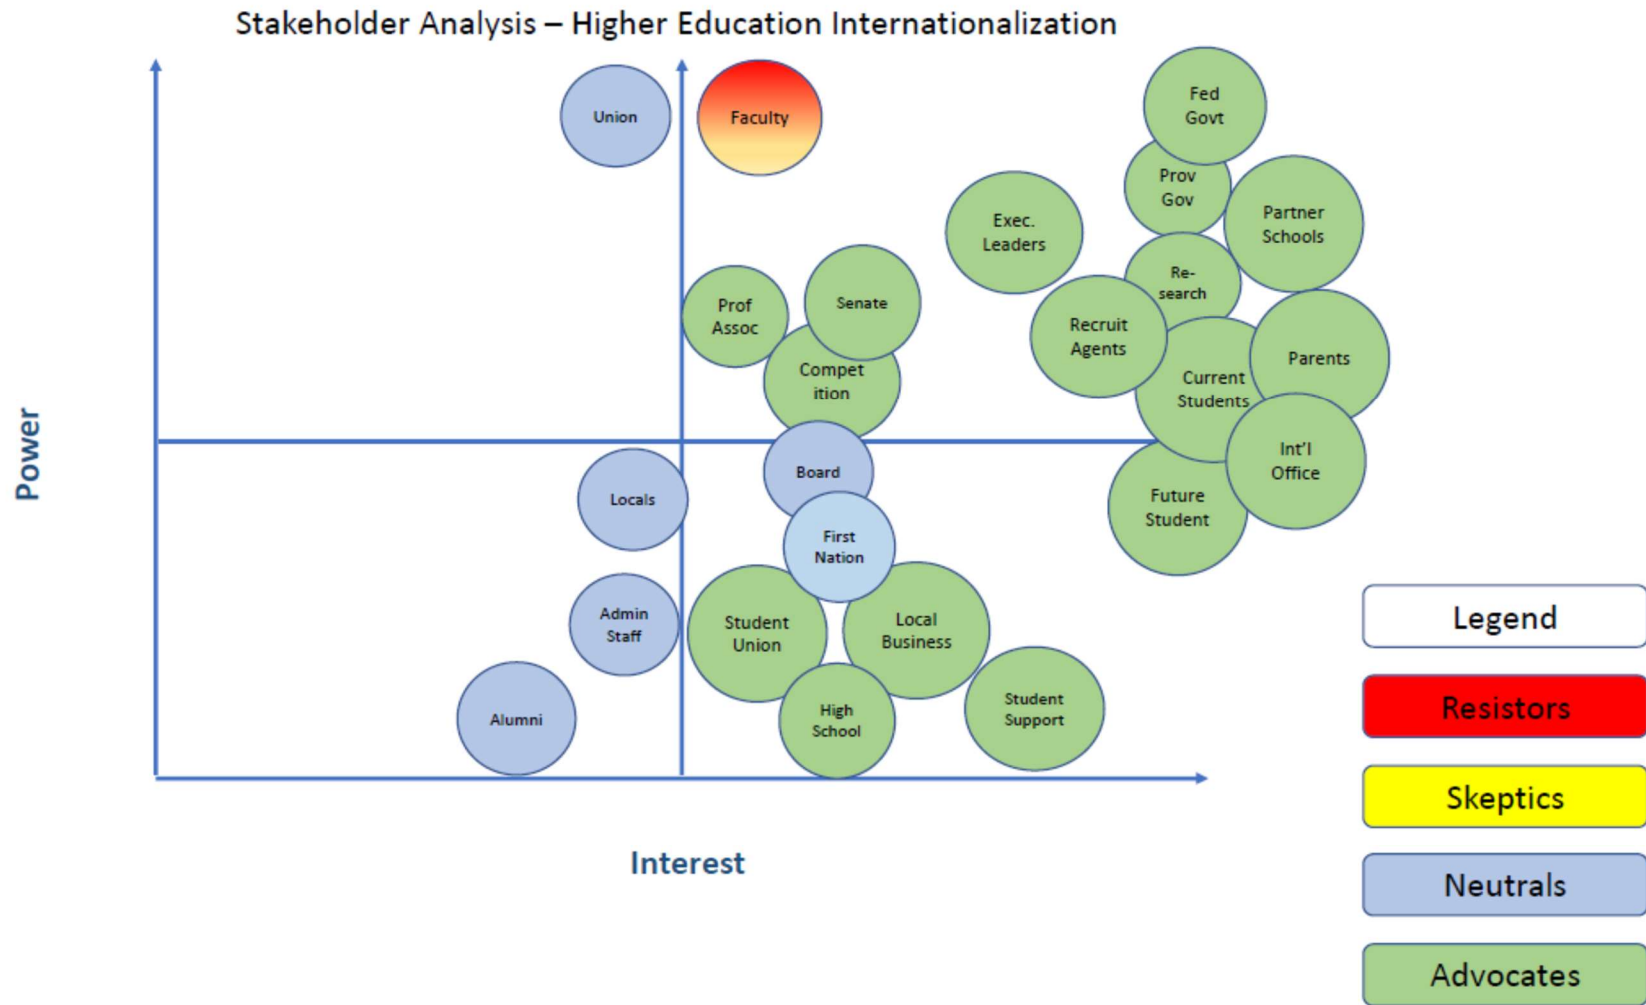 Stakeholder Analysis – Higher Education Internationalization
Union
Faculty
Fed
Govt
Prov
Gov
Partner
Schools
Exec.
Leaders
Re-
search
Prof
Assoc
Senate
Recruit
Agents
Compet
ition
Parents
Current
Students
Power
Board
Int'l
Office
Locals
Future
Student
First
Nation
Admin
Staff
Student
Union
Local
Business
Alumni
High
School
Student
Support
Interest
Legend
Resistors
Skeptics
Neutrals
Advocates